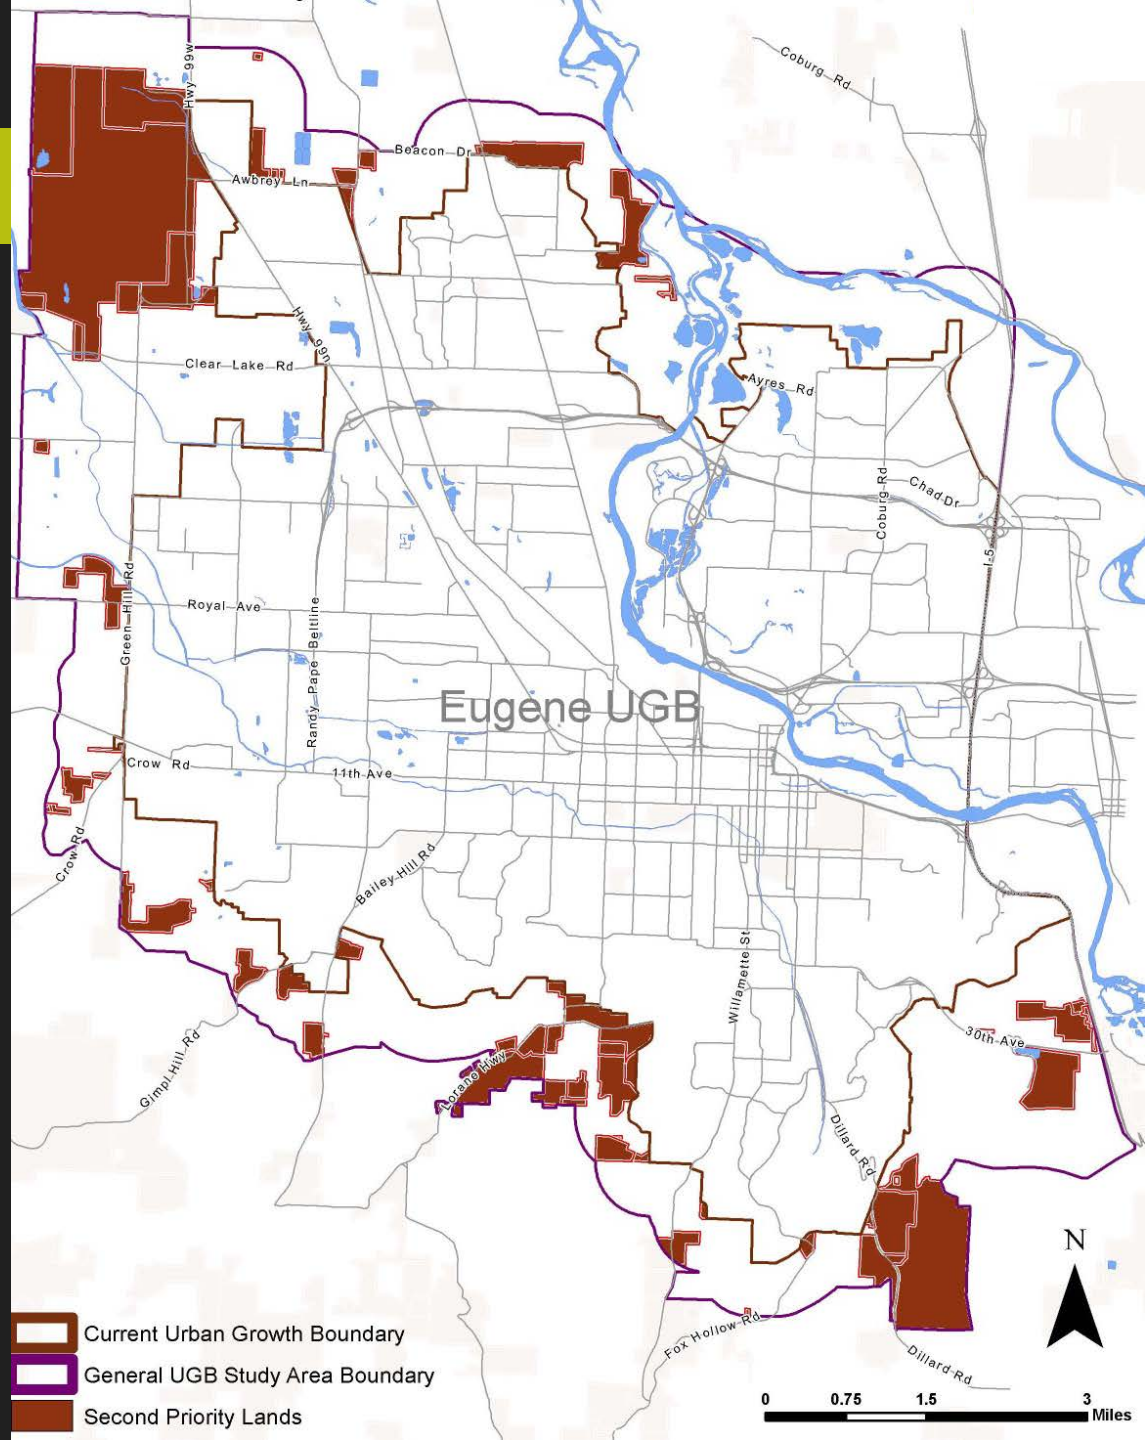 Coburg Rd
Hwy 99w
Beacon Dr
Awbrey Ln
Hwy 99n
Clear Lake Rd
Ayres Rd
Coburg Rd
Chad Dr
I-5
Green Hill Rd
Royal Ave
Randy Pape Beltline
Eugene UGB
Crow Rd
11th Ave
Crow Rd
Bailey Hill Rd
Willamette St
30th Ave
Gimpl Hill Rd
Lorane Hwy
Dillard Rd
N
Fox Hollow Rd
Dillard Rd
Current Urban Growth Boundary
General UGB Study Area Boundary
Second Priority Lands
0 0.75 1.5 3
Miles